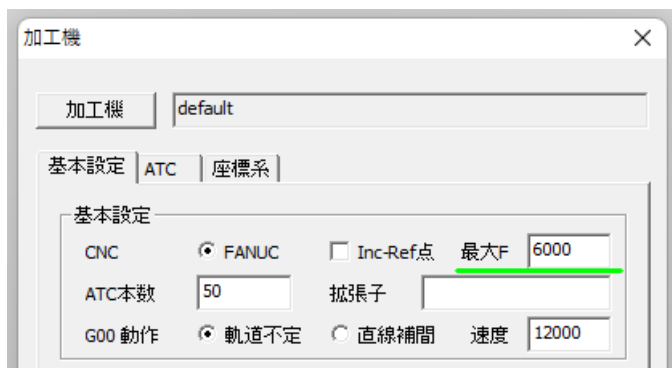 加工機
加工機 default
基本設定 ATC 座標系
基本設定
CNC FANUC Inc-Ref点 最大F 6000
ATC本数 50 拡張子
G00 動作 軌道不定 直線補間 速度 12000